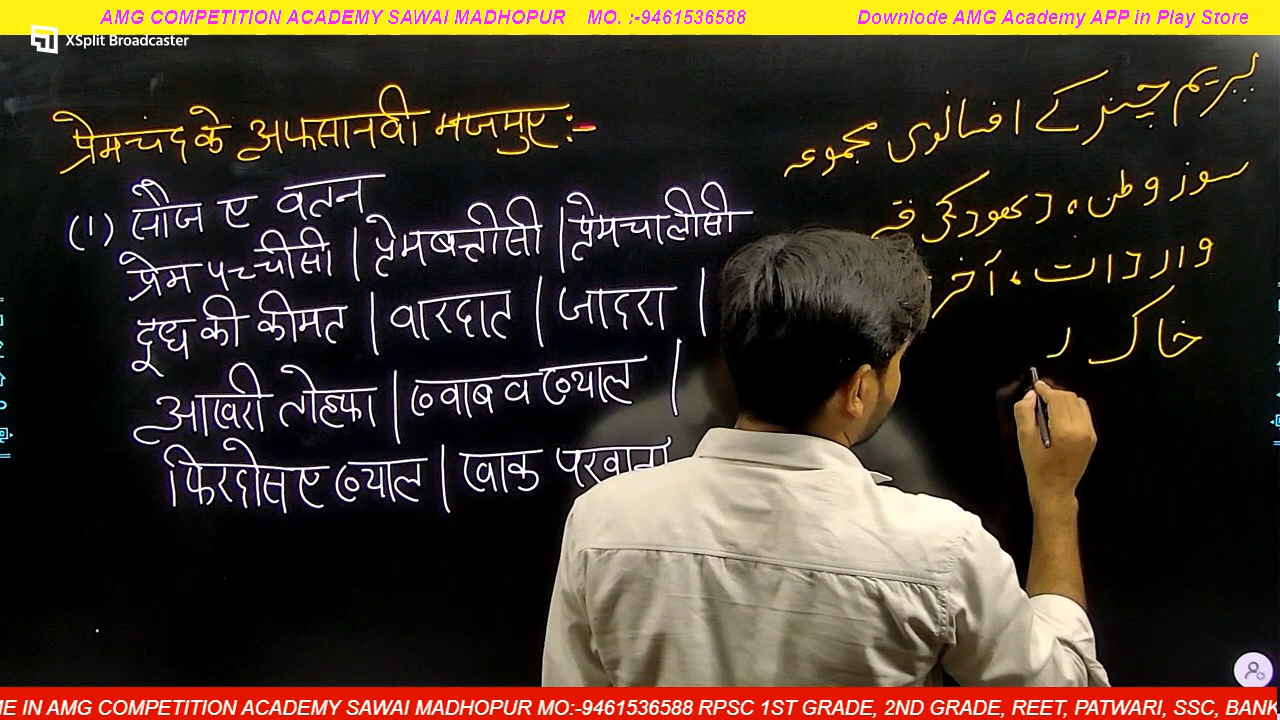 AMG COMPETITION ACADEMY SAWAI MADHOPUR MO. :-9461536588 Downlode AMG Academy APP in Play Store
XSplit Broadcaster
प्रेमचंद के अफसानवी मजमुए :-
(1) सौज ए वतन
प्रेम पच्चीसी | प्रेमबत्तीसी | प्रेमचालीसी
दूध की कीमत | वारदात | जादरा |
आखरी तोहफा | ख्वाब व ख्याल |
फिरदोस ए ख्याल | खाक परवाना
پریم چند کے افسانوی مجموعہ
سوز وطن، دودھ کی ق
واردات، آخر
خاک
ME IN AMG COMPETITION ACADEMY SAWAI MADHOPUR MO:-9461536588 RPSC 1ST GRADE, 2ND GRADE, REET, PATWARI, SSC, BANK